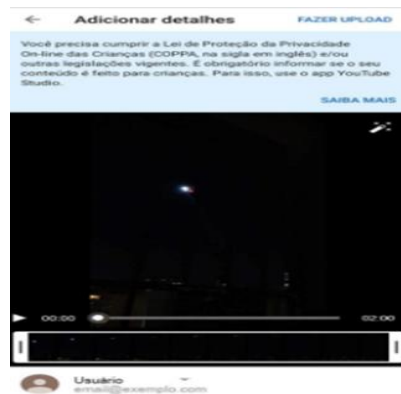 Adicionar detalhes
FAZER UPLOAD
Você precisa cumprir a Lei de Proteção da Privacidade
On-line das Crianças (COPPA, na sigla em inglês) e/ou
outras legislações vigentes. É obrigatório informar se o seu
conteúdo é feito para crianças. Para isso, use o app YouTube
Studio.
SAIBA MAIS
00:00
02:00
Usuário
email@exemplo.com